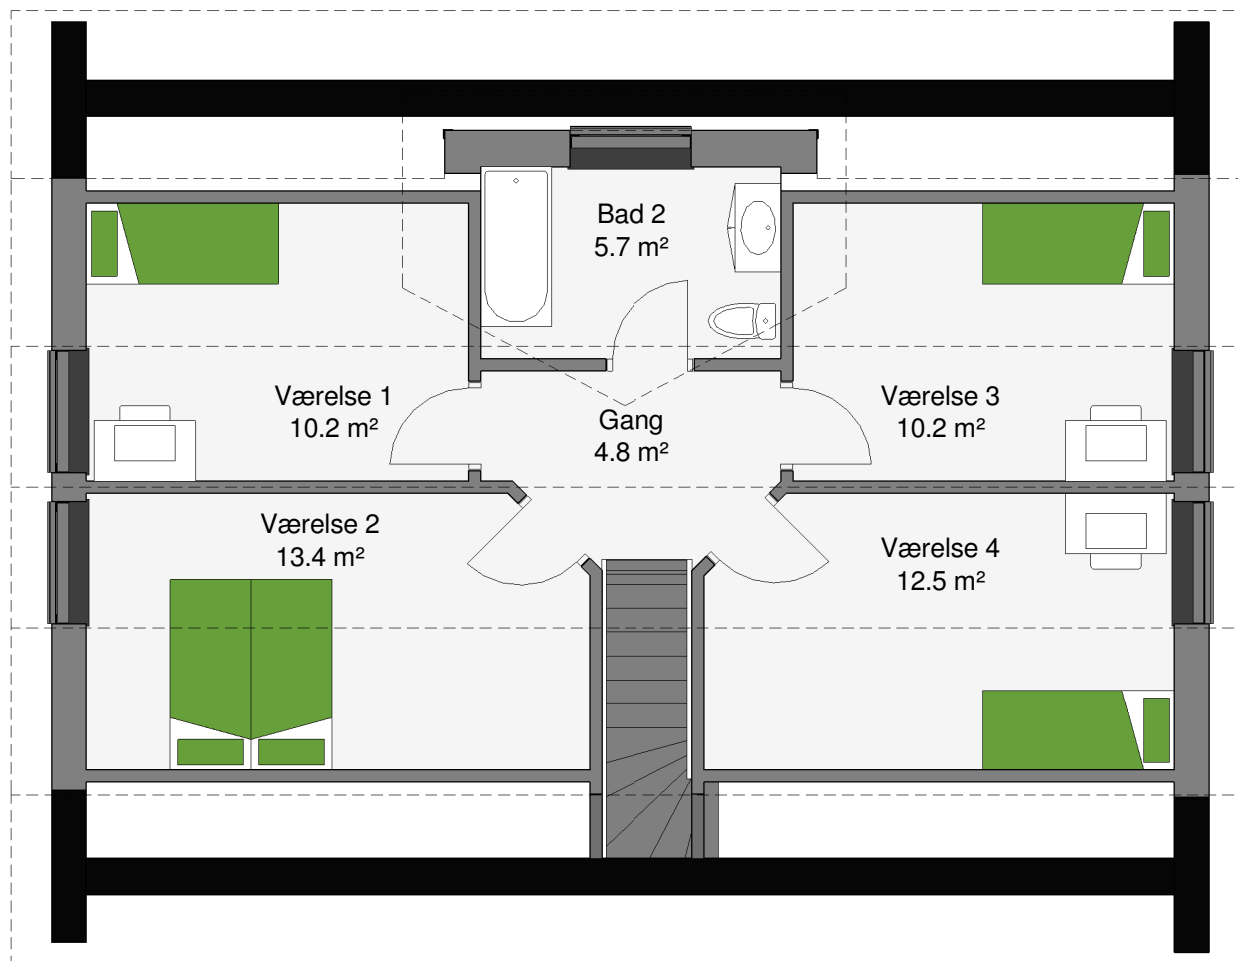 Bad 2
5.7 m²
Værelse 1
10.2 m²
Værelse 3
10.2 m²
Gang
4.8 m²
Værelse 2
13.4 m²
Værelse 4
12.5 m²